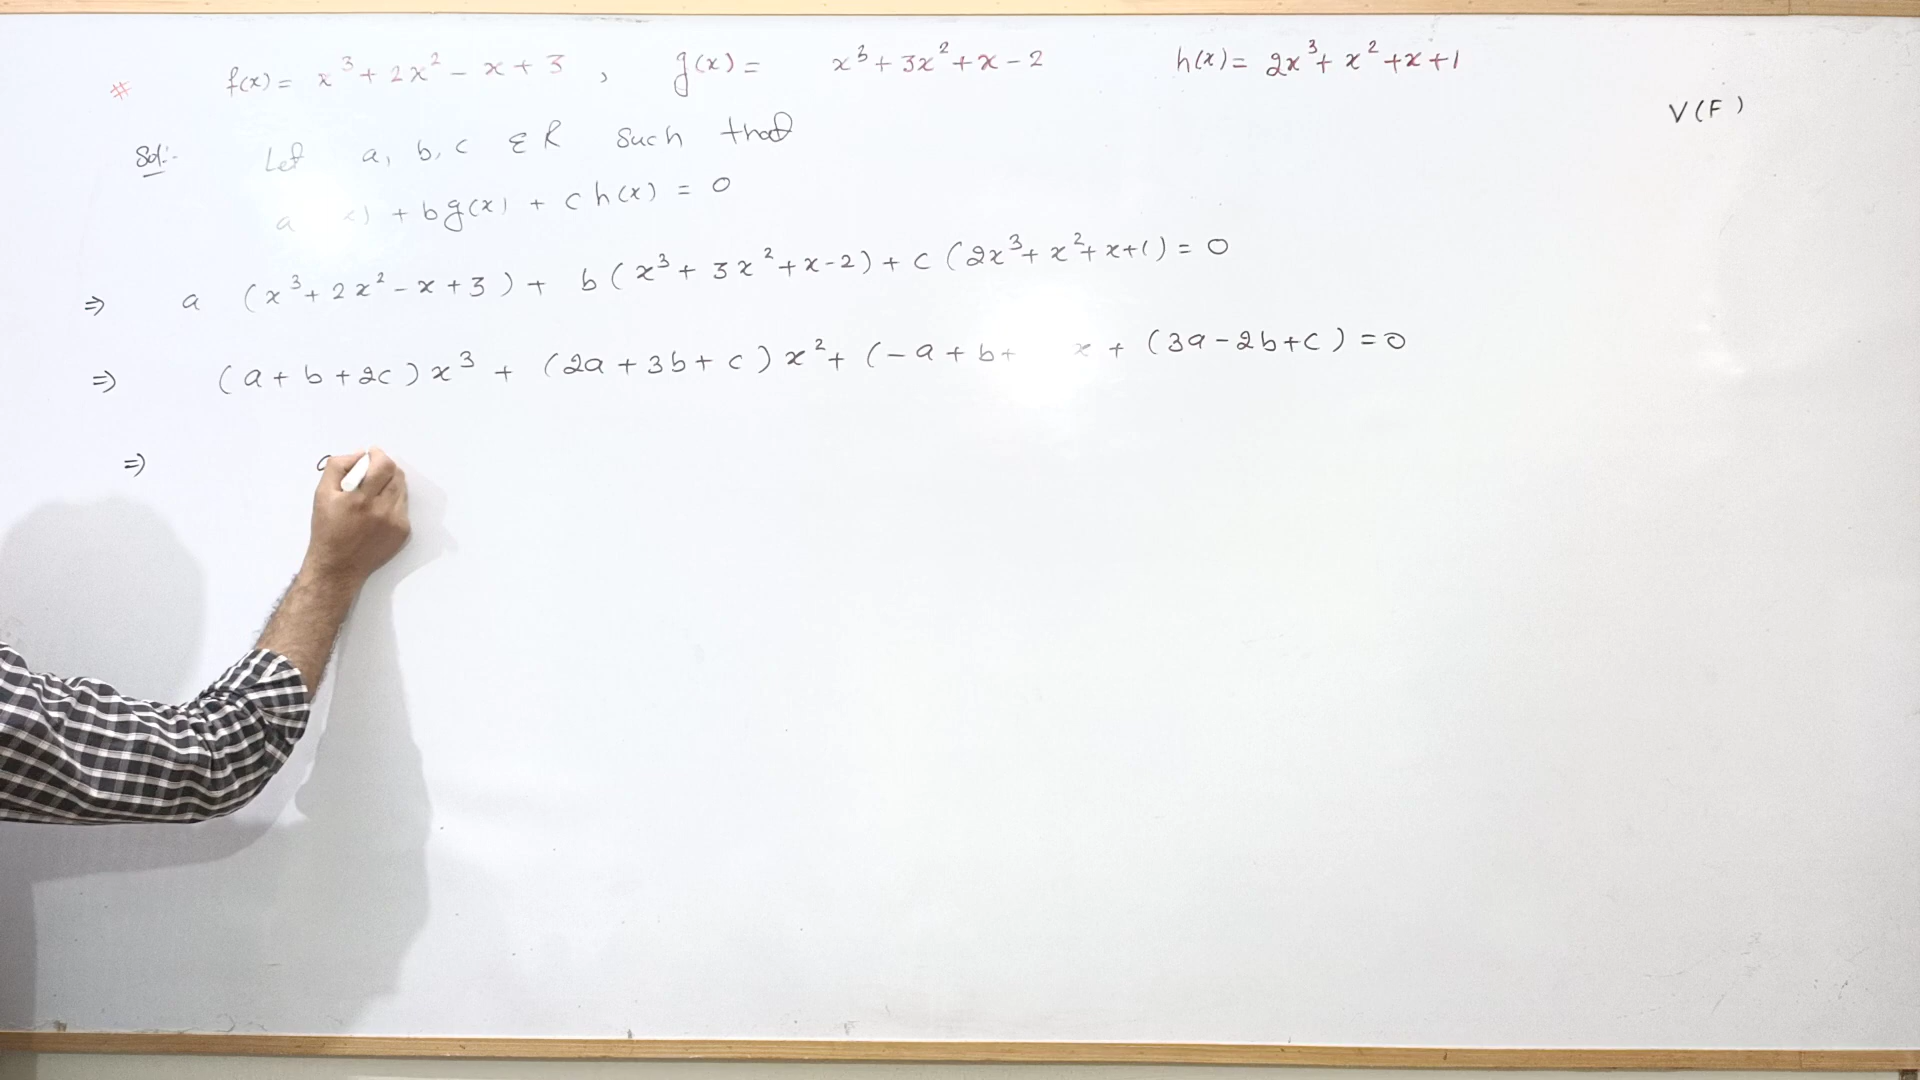 # f(x) = x³ + 2x² - x + 3 , g(x) = x³ + 3x² + x - 2 h(x) = 2x³ + x² + x + 1
V(F)
Sol:- Let a, b, c ∈ R such that
a x) + bg(x) + c h(x) = 0
⇒ a (x³ + 2x² - x + 3) + b(x³ + 3x² + x - 2) + c(2x³ + x² + x + 1) = 0
⇒ (a + b + 2c)x³ + (2a + 3b + c)x² + (-a + b + x + (3a - 2b + c) = 0
⇒ a